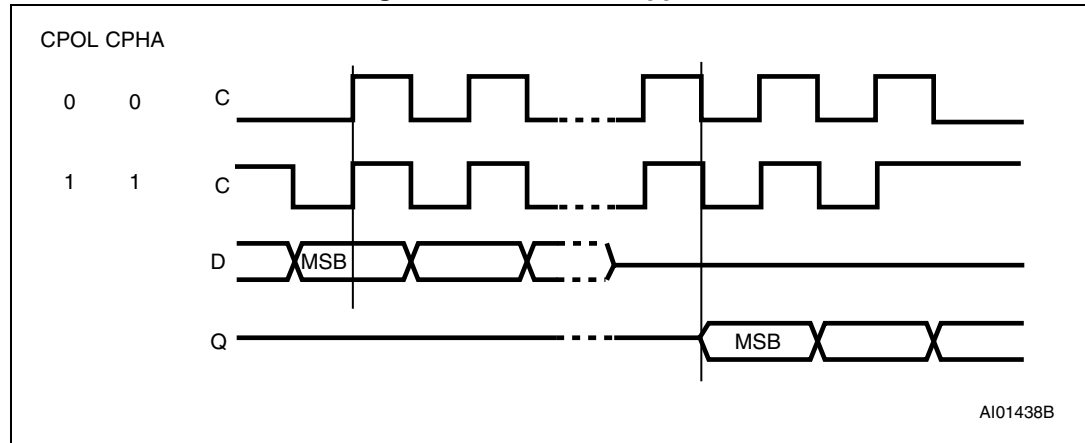 CPOL CPHA
0 0 C
1 1 C
D MSB
Q MSB
AI01438B